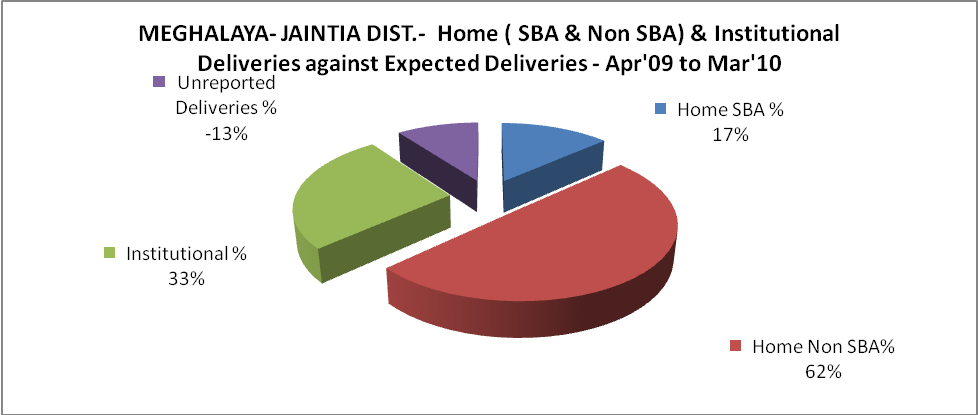 MEGHALAYA- JAINTIA DIST.-  Home ( SBA & Non SBA) & Institutional
Deliveries against Expected Deliveries - Apr'09 to Mar'10
Unreported
Deliveries %
-13%
Home SBA %
17%
Institutional %
33%
Home Non SBA%
62%